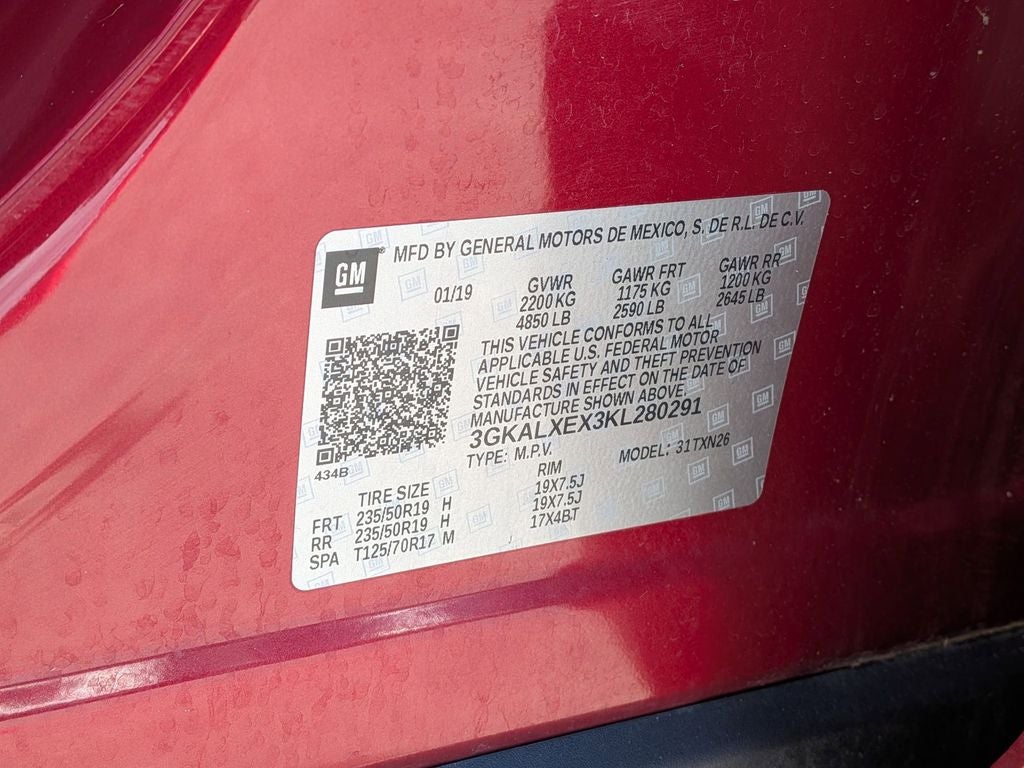 GM
MFD BY GENERAL MOTORS DE MEXICO, S. DE R.L. DE C.V.
01/19
GVWR
2200 KG
4850 LB
GAWR FRT
1175 KG
2590 LB
GAWR RR
1200 KG
2645 LB
THIS VEHICLE CONFORMS TO ALL
APPLICABLE U.S. FEDERAL MOTOR
VEHICLE SAFETY AND THEFT PREVENTION
STANDARDS IN EFFECT ON THE DATE OF
MANUFACTURE SHOWN ABOVE.
3GKALXEX3KL280291
TYPE: M.P.V. MODEL: 31TXN26
434B
TIRE SIZE RIM
FRT 235/50R19 H 19X7.5J
RR 235/50R19 H 19X7.5J
SPA T125/70R17 M 17X4BT
J